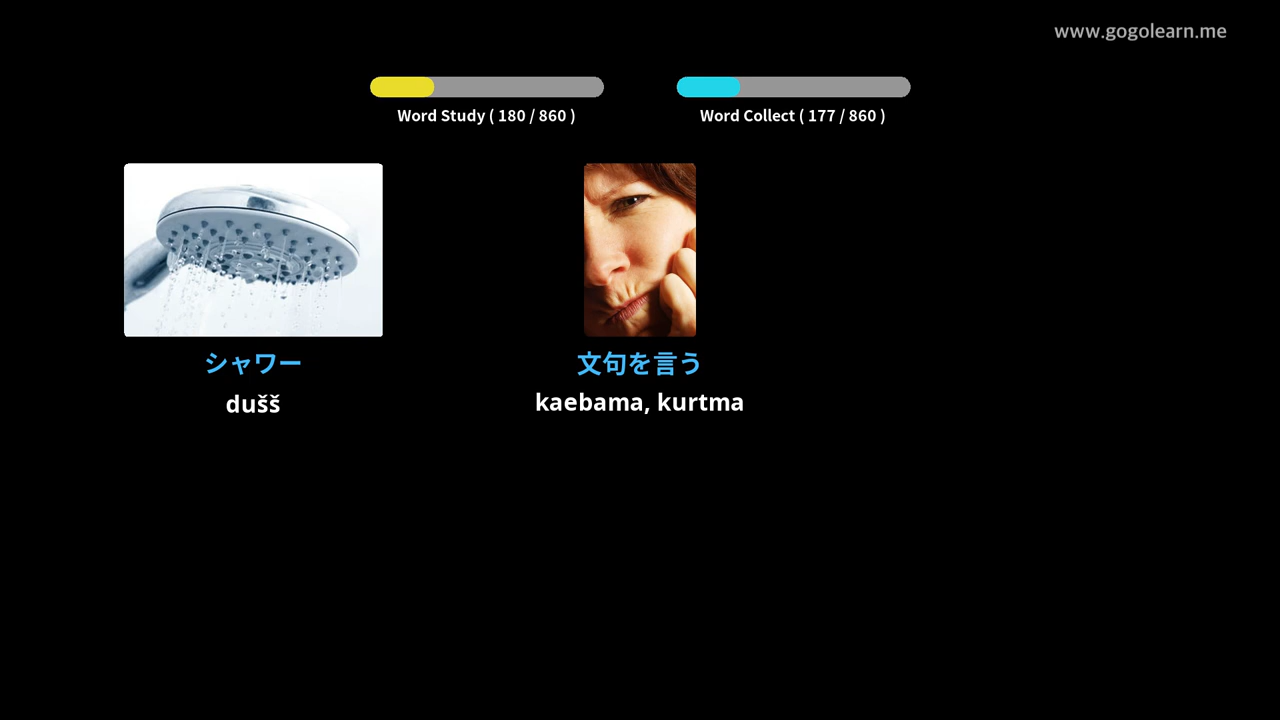 www.gogolearn.me
Word Study ( 180 / 860 )
Word Collect ( 177 / 860 )
シャワー
dušš
文句を言う
kaebama, kurtma